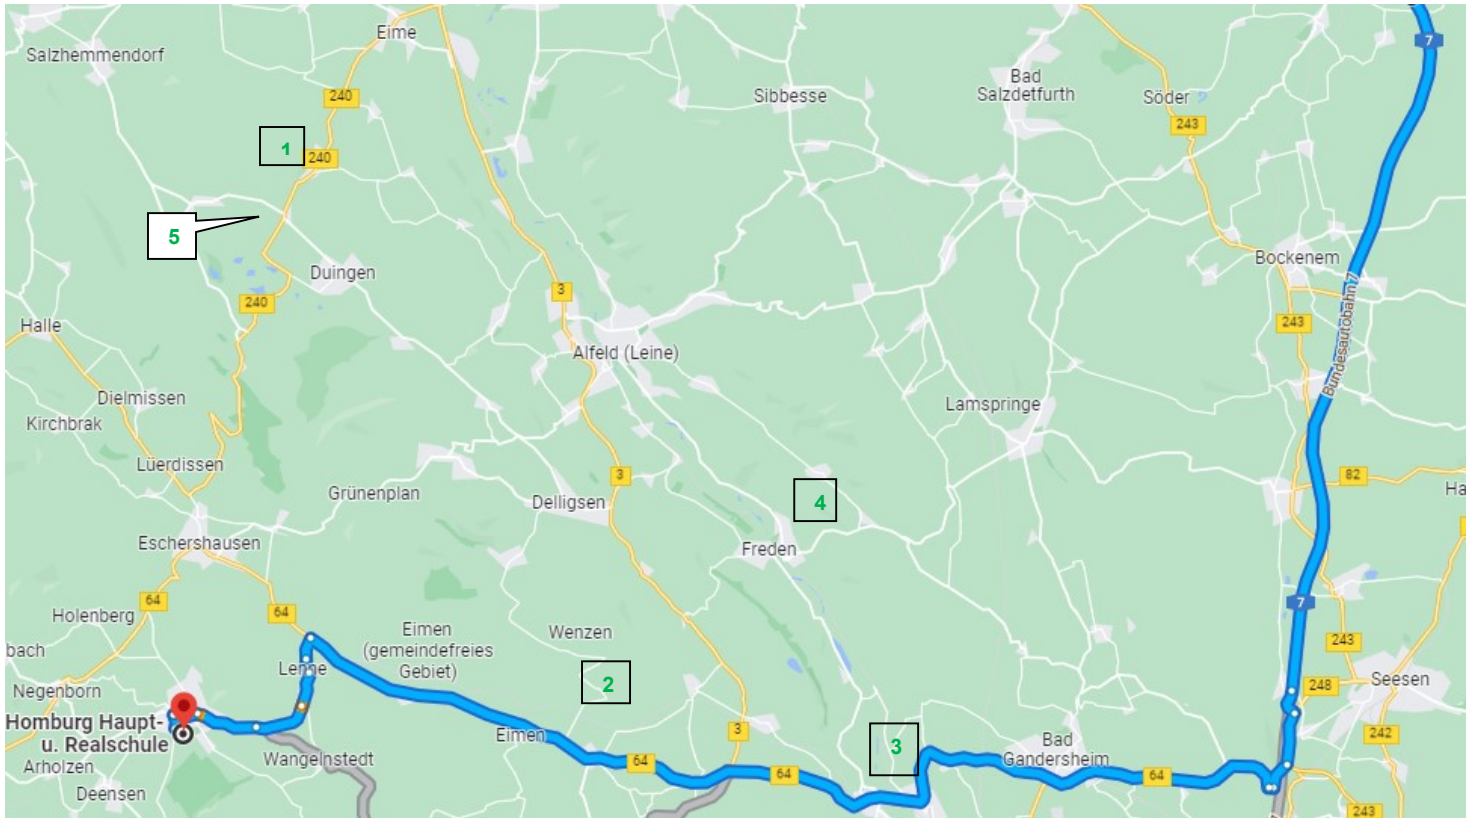 Eime
7
Salzhemmendorf
Bad
Salzdetfurth
Sibbesse
Söder
240
243
1
240
5
Bockenem
Duingen
3
240
Bundesautobahn 7
243
Halle
Alfeld (Leine)
Dielmissen
Lamspringe
Kirchbrak
Lüerdissen
3
82
Ha
Grünenplan
Delligsen
4
Eschershausen
Freden
64
64
7
Holenberg
Eimen
(gemeindefreies
Gebiet)
Wenzen
243
bach
Lenne
2
Seesen
248
Negenborn
Homburg Haupt-
u. Realschule
3
Eimen
3
242
Bad
Gandersheim
Wangelnstedt
64
64
64
Arholzen
Deensen
243